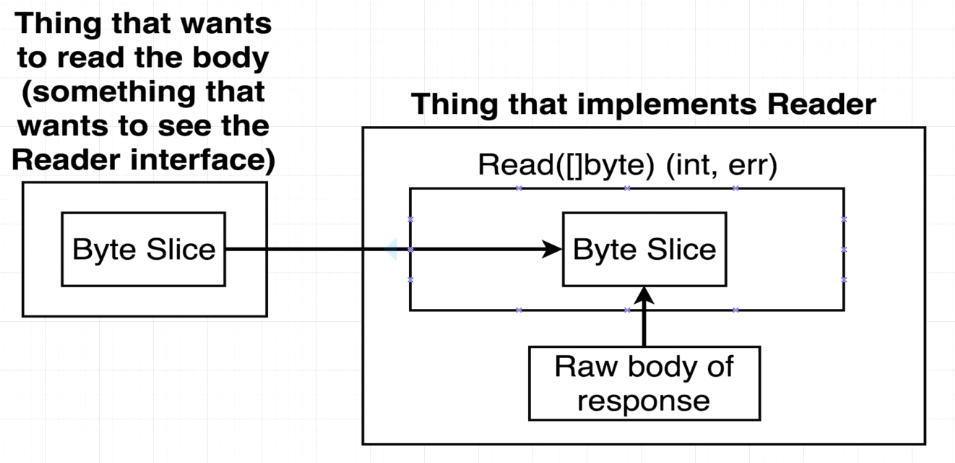 Thing that wants
to read the body
(something that
wants to see the
Reader interface)
Byte Slice
Thing that implements Reader
Read([]byte) (int, err)
Byte Slice
Raw body of
response